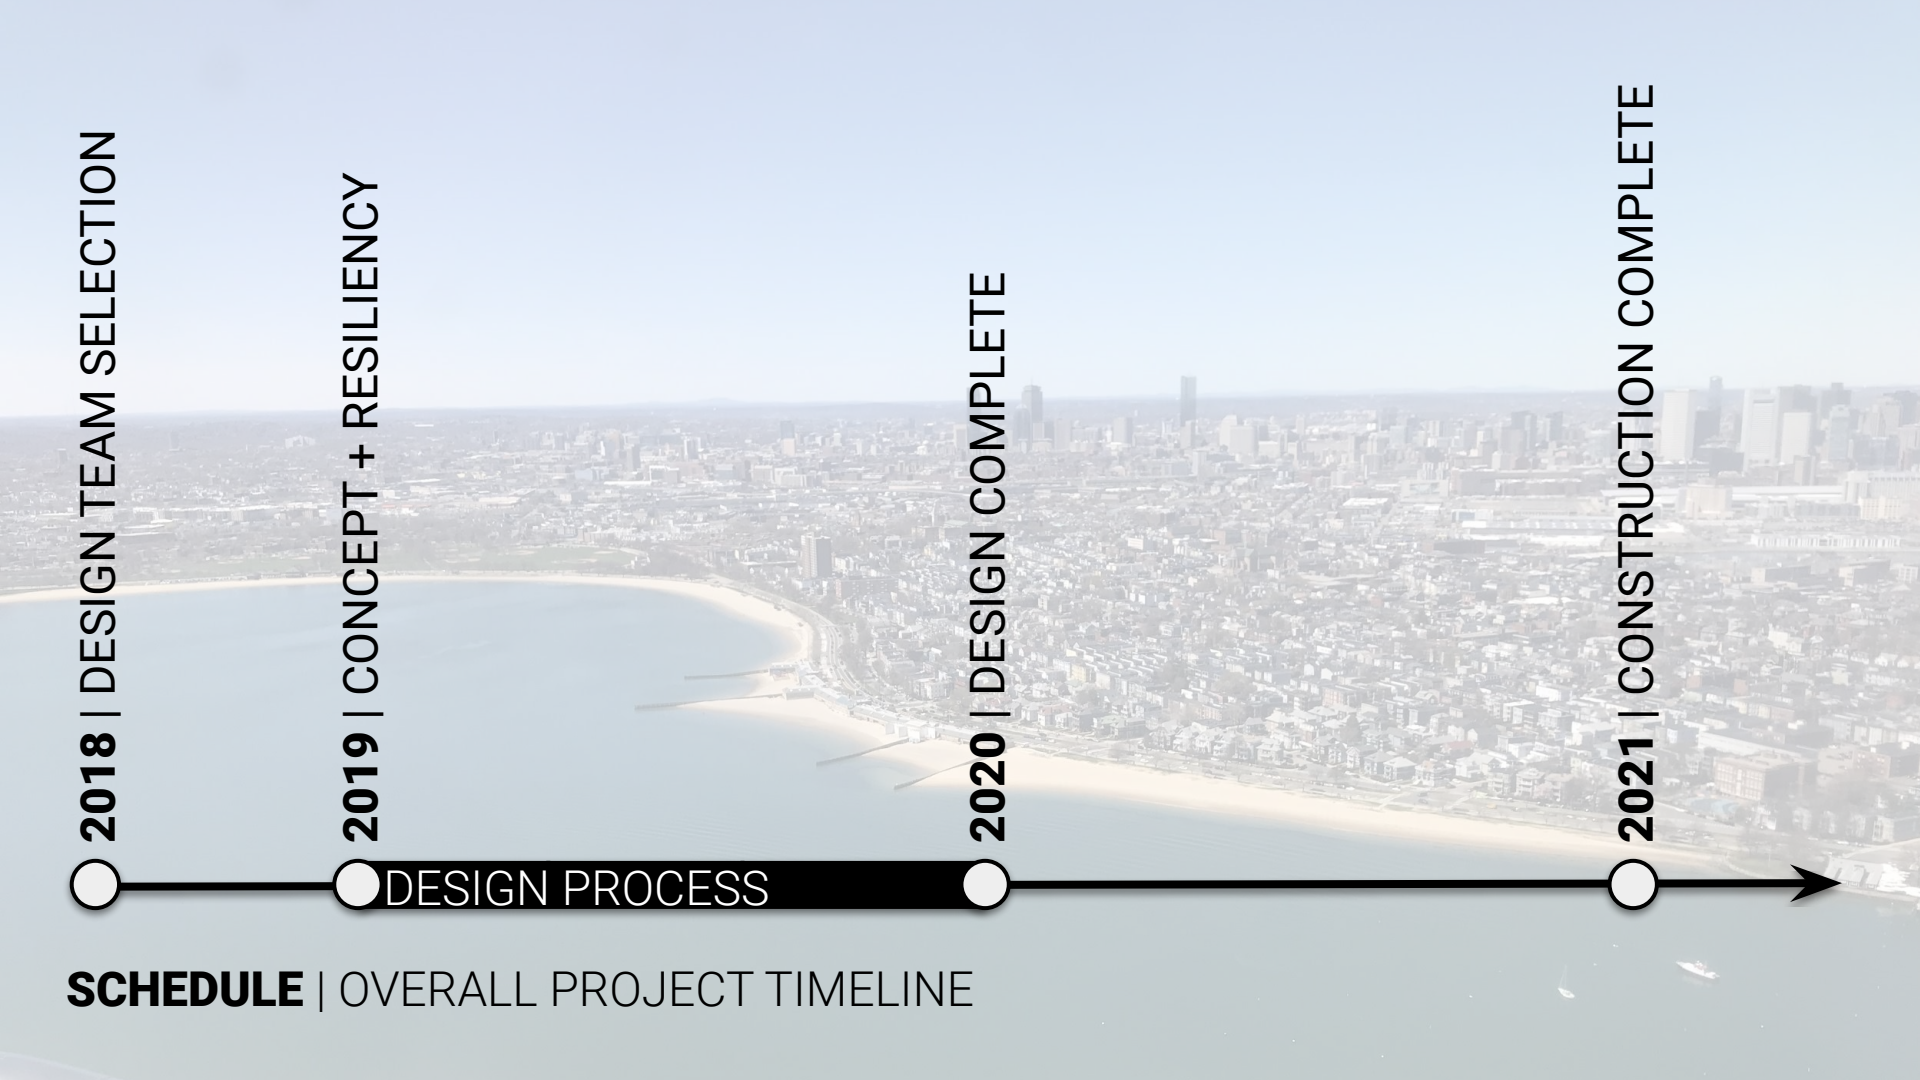 2018 | DESIGN TEAM SELECTION
2019 | CONCEPT + RESILIENCY
2020 | DESIGN COMPLETE
2021 | CONSTRUCTION COMPLETE
DESIGN PROCESS
SCHEDULE | OVERALL PROJECT TIMELINE